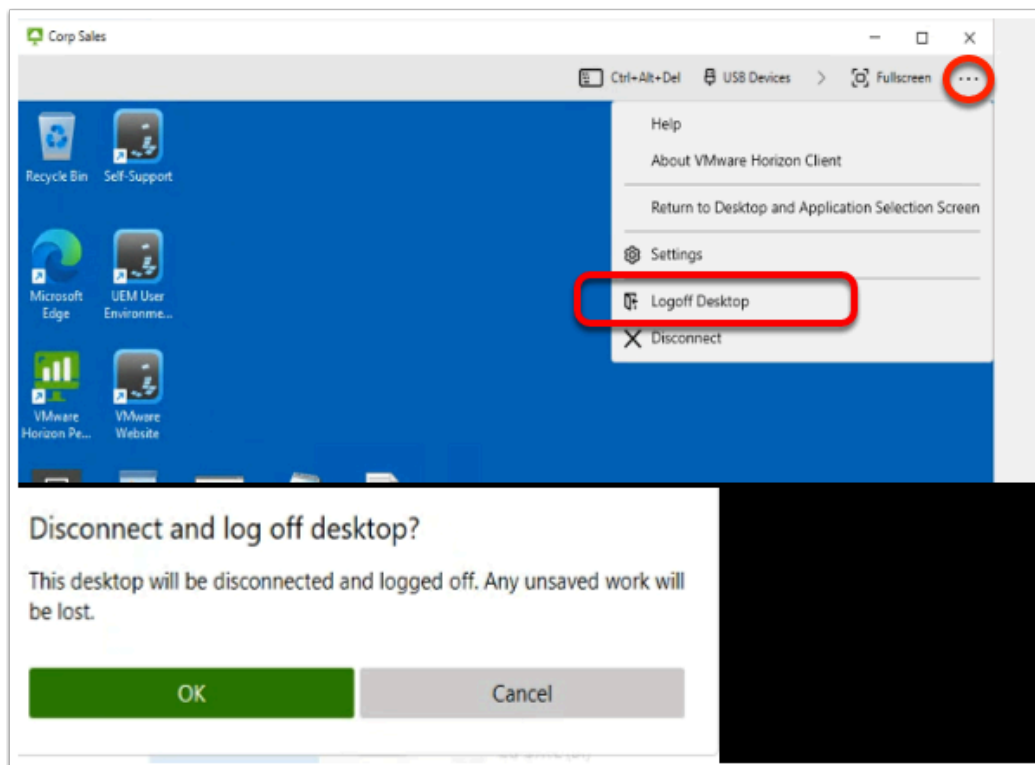 Corp Sales
Ctrl+Alt+Del USB Devices Fullscreen
Help
About VMware Horizon Client
Return to Desktop and Application Selection Screen
Settings
Logoff Desktop
Disconnect
Recycle Bin Self-Support
Microsoft Edge
UEM User Environme...
VMware Horizon Pe...
VMware Website
Disconnect and log off desktop?
This desktop will be disconnected and logged off. Any unsaved work will
be lost.
OK Cancel